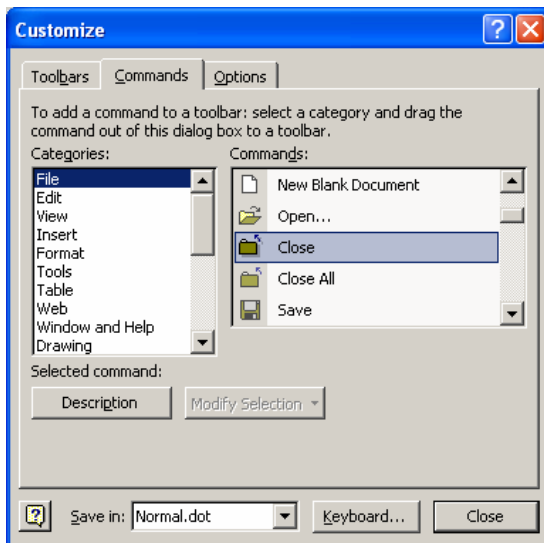 Customize
Toolbars Commands Options
To add a command to a toolbar: select a category and drag the
command out of this dialog box to a toolbar.
Categories: Commands:
File
Edit
View
Insert
Format
Tools
Table
Web
Window and Help
Drawing
New Blank Document
Open...
Close
Close All
Save
Selected command:
Description Modify Selection
Save in: Normal.dot Keyboard... Close